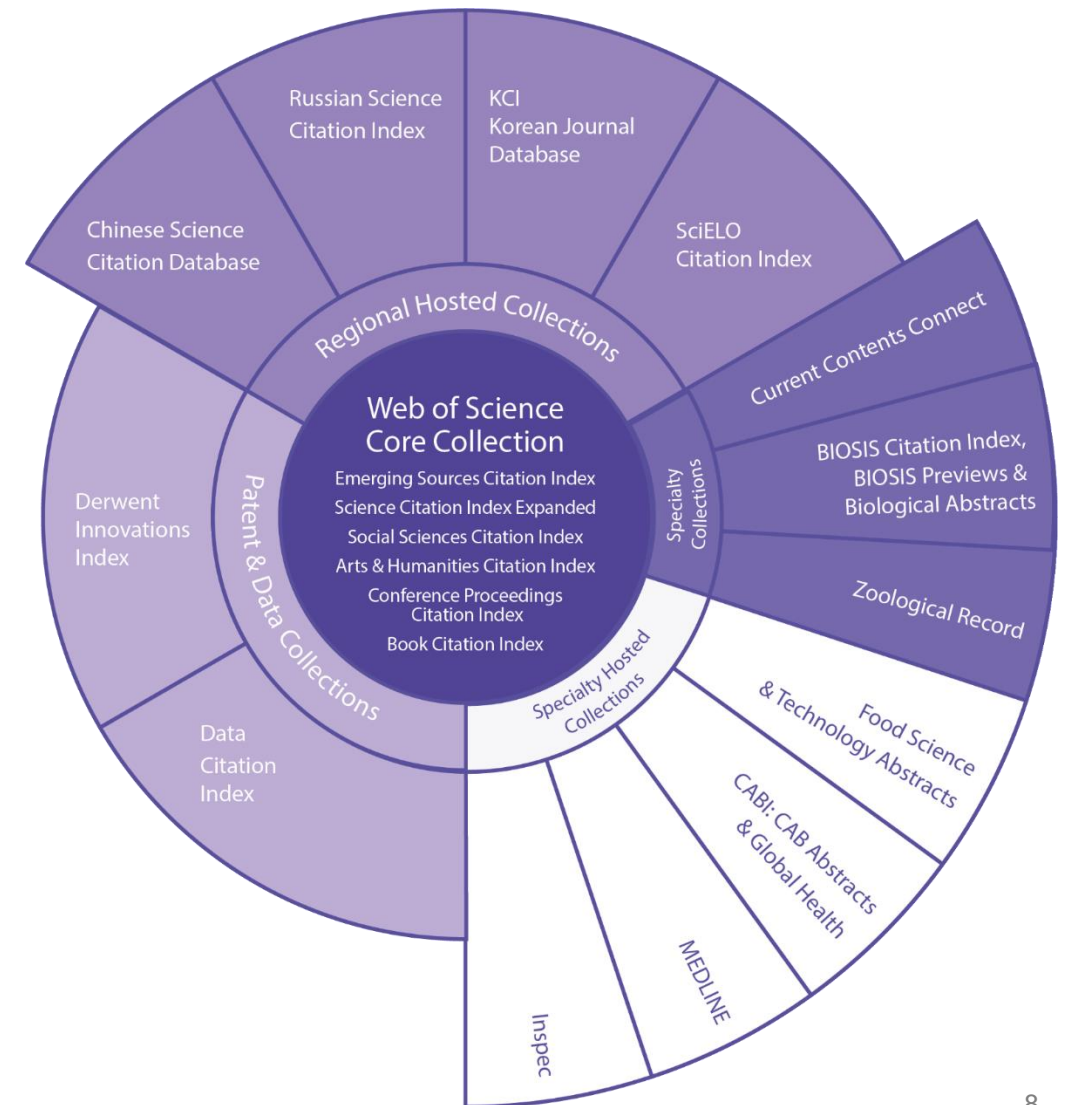 Web of Science
Core Collection
Emerging Sources Citation Index
Science Citation Index Expanded
Social Sciences Citation Index
Arts & Humanities Citation Index
Conference Proceedings
Citation Index
Book Citation Index
Regional Hosted Collections
Chinese Science
Citation Database
Russian Science
Citation Index
KCI
Korean Journal
Database
SciELO
Citation Index
Specialty
Collections
Current Contents Connect
BIOSIS Citation Index,
BIOSIS Previews &
Biological Abstracts
Zoological Record
Specialty Hosted
Collections
Food Science
& Technology Abstracts
CABI: CAB Abstracts
& Global Health
MEDLINE
Inspec
Patent & Data Collections
Derwent
Innovations
Index
Data
Citation
Index
8